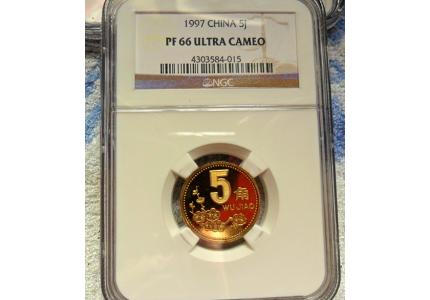 1997 CHINA 5J
PF 66 ULTRA CAMEO
4303584-015
NGC
5角
WU JIAO